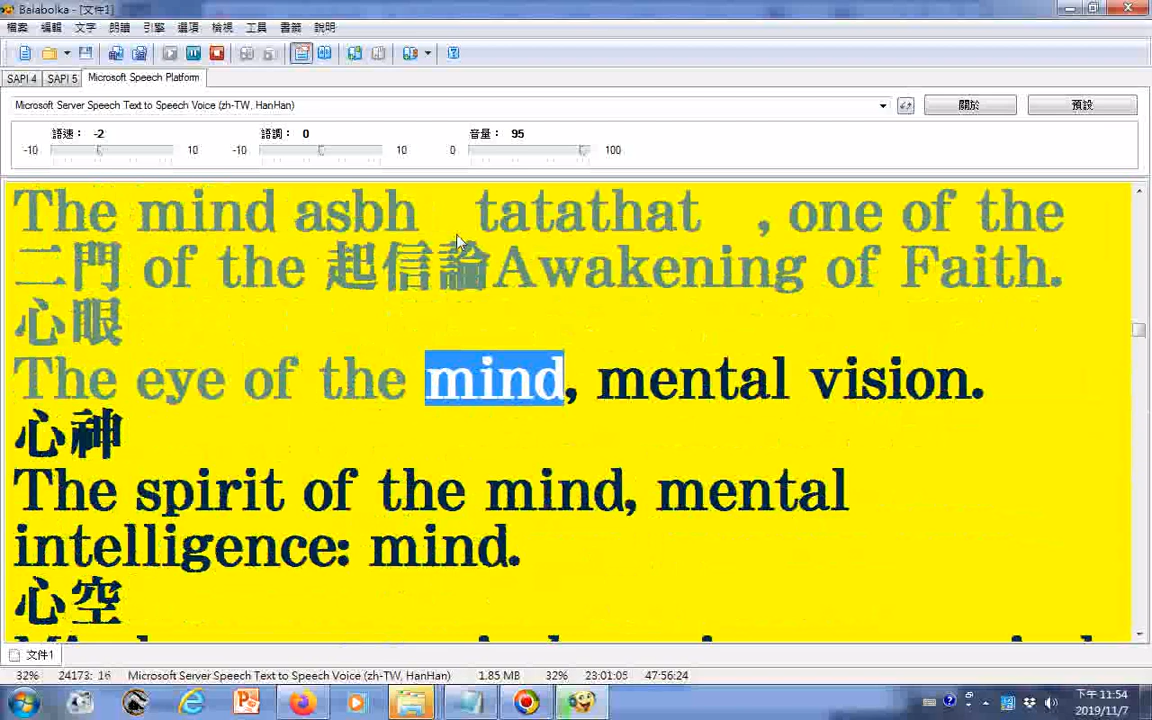 Balabolka - [文件1]
檔案 編輯 文字 朗讀 引擎 選項 檢視 工具 書籤 說明
SAPI 4 SAPI 5 Microsoft Speech Platform
Microsoft Server Speech Text to Speech Voice (zh-TW, HanHan) 關於 預設
語速: -2 語調: 0 音量: 95
-10 10 -10 10 0 100
The mind asbh tatathat , one of the
二門 of the 起信論Awakening of Faith.
心眼
The eye of the mind, mental vision.
心神
The spirit of the mind, mental
intelligence: mind.
心空
文件1
32% 24173: 16 Microsoft Server Speech Text to Speech Voice (zh-TW, HanHan) 1.85 MB 32% 23:01:05 47:56:24
下午 11:54
2019/11/7